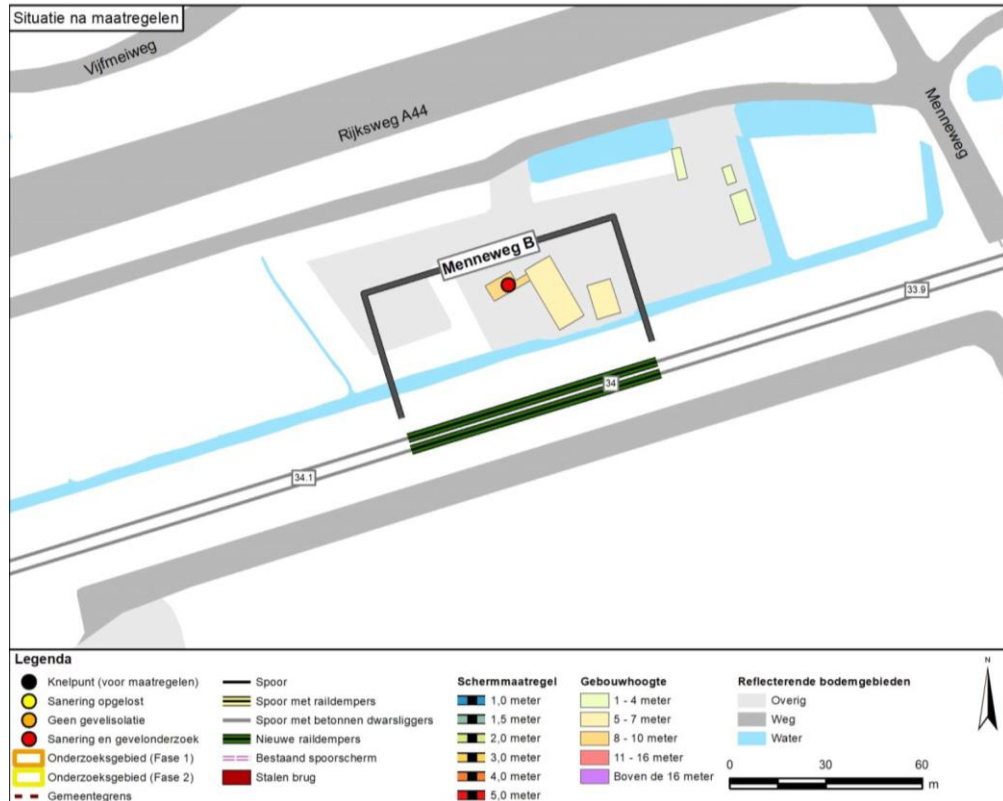 Situatie na maatregelen
Vijfmeiweg
Rijksweg A44
Menneweg
Menneweg B
33.9
34
34.1
Legenda
Knelpunt (voor maatregelen)
Sanering opgelost
Geen gevelisolatie
Sanering en gevelonderzoek
Onderzoeksgebied (Fase 1)
Onderzoeksgebied (Fase 2)
Gemeentegrens
Spoor
Spoor met raildempers
Spoor met betonnen dwarsliggers
Nieuwe raildempers
Bestaand spoorscherm
Stalen brug
Schermmaatregel
1,0 meter
1,5 meter
2,0 meter
3,0 meter
4,0 meter
5,0 meter
Gebouwhoogte
1 - 4 meter
5 - 7 meter
8 - 10 meter
11 - 16 meter
Boven de 16 meter
Reflecterende bodemgebieden
Overig
Weg
Water
N
0 30 60
m